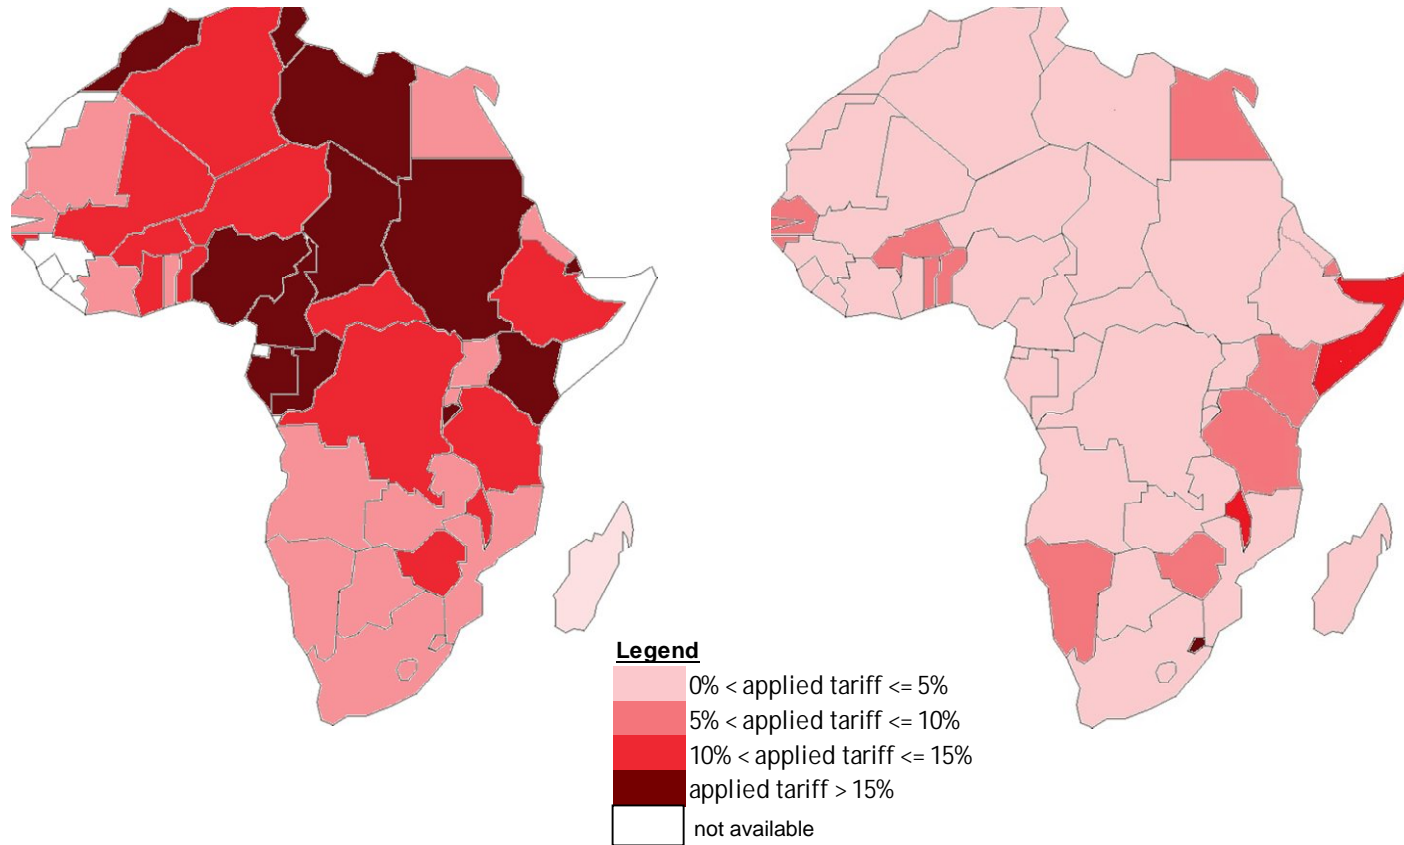 Legend
0% < applied tariff <= 5%
5% < applied tariff <= 10%
10% < applied tariff <= 15%
applied tariff > 15%
not available